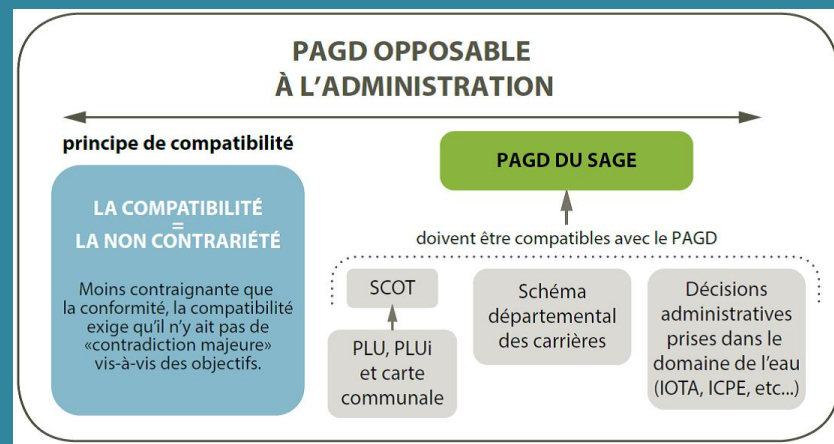 PAGD OPPOSABLE
À L’ADMINISTRATION
principe de compatibilité
LA COMPATIBILITÉ
=
LA NON CONTRARIÉTÉ
Moins contraignante que
la conformité, la compatibilité
exige qu’il n’y ait pas de
«contradiction majeure»
vis-à-vis des objectifs.
PAGD DU SAGE
doivent être compatibles avec le PAGD
SCOT
PLU, PLUi
et carte
communale
Schéma
départemental
des carrières
Décisions
administratives
prises dans le
domaine de l’eau
(IOTA, ICPE, etc...)